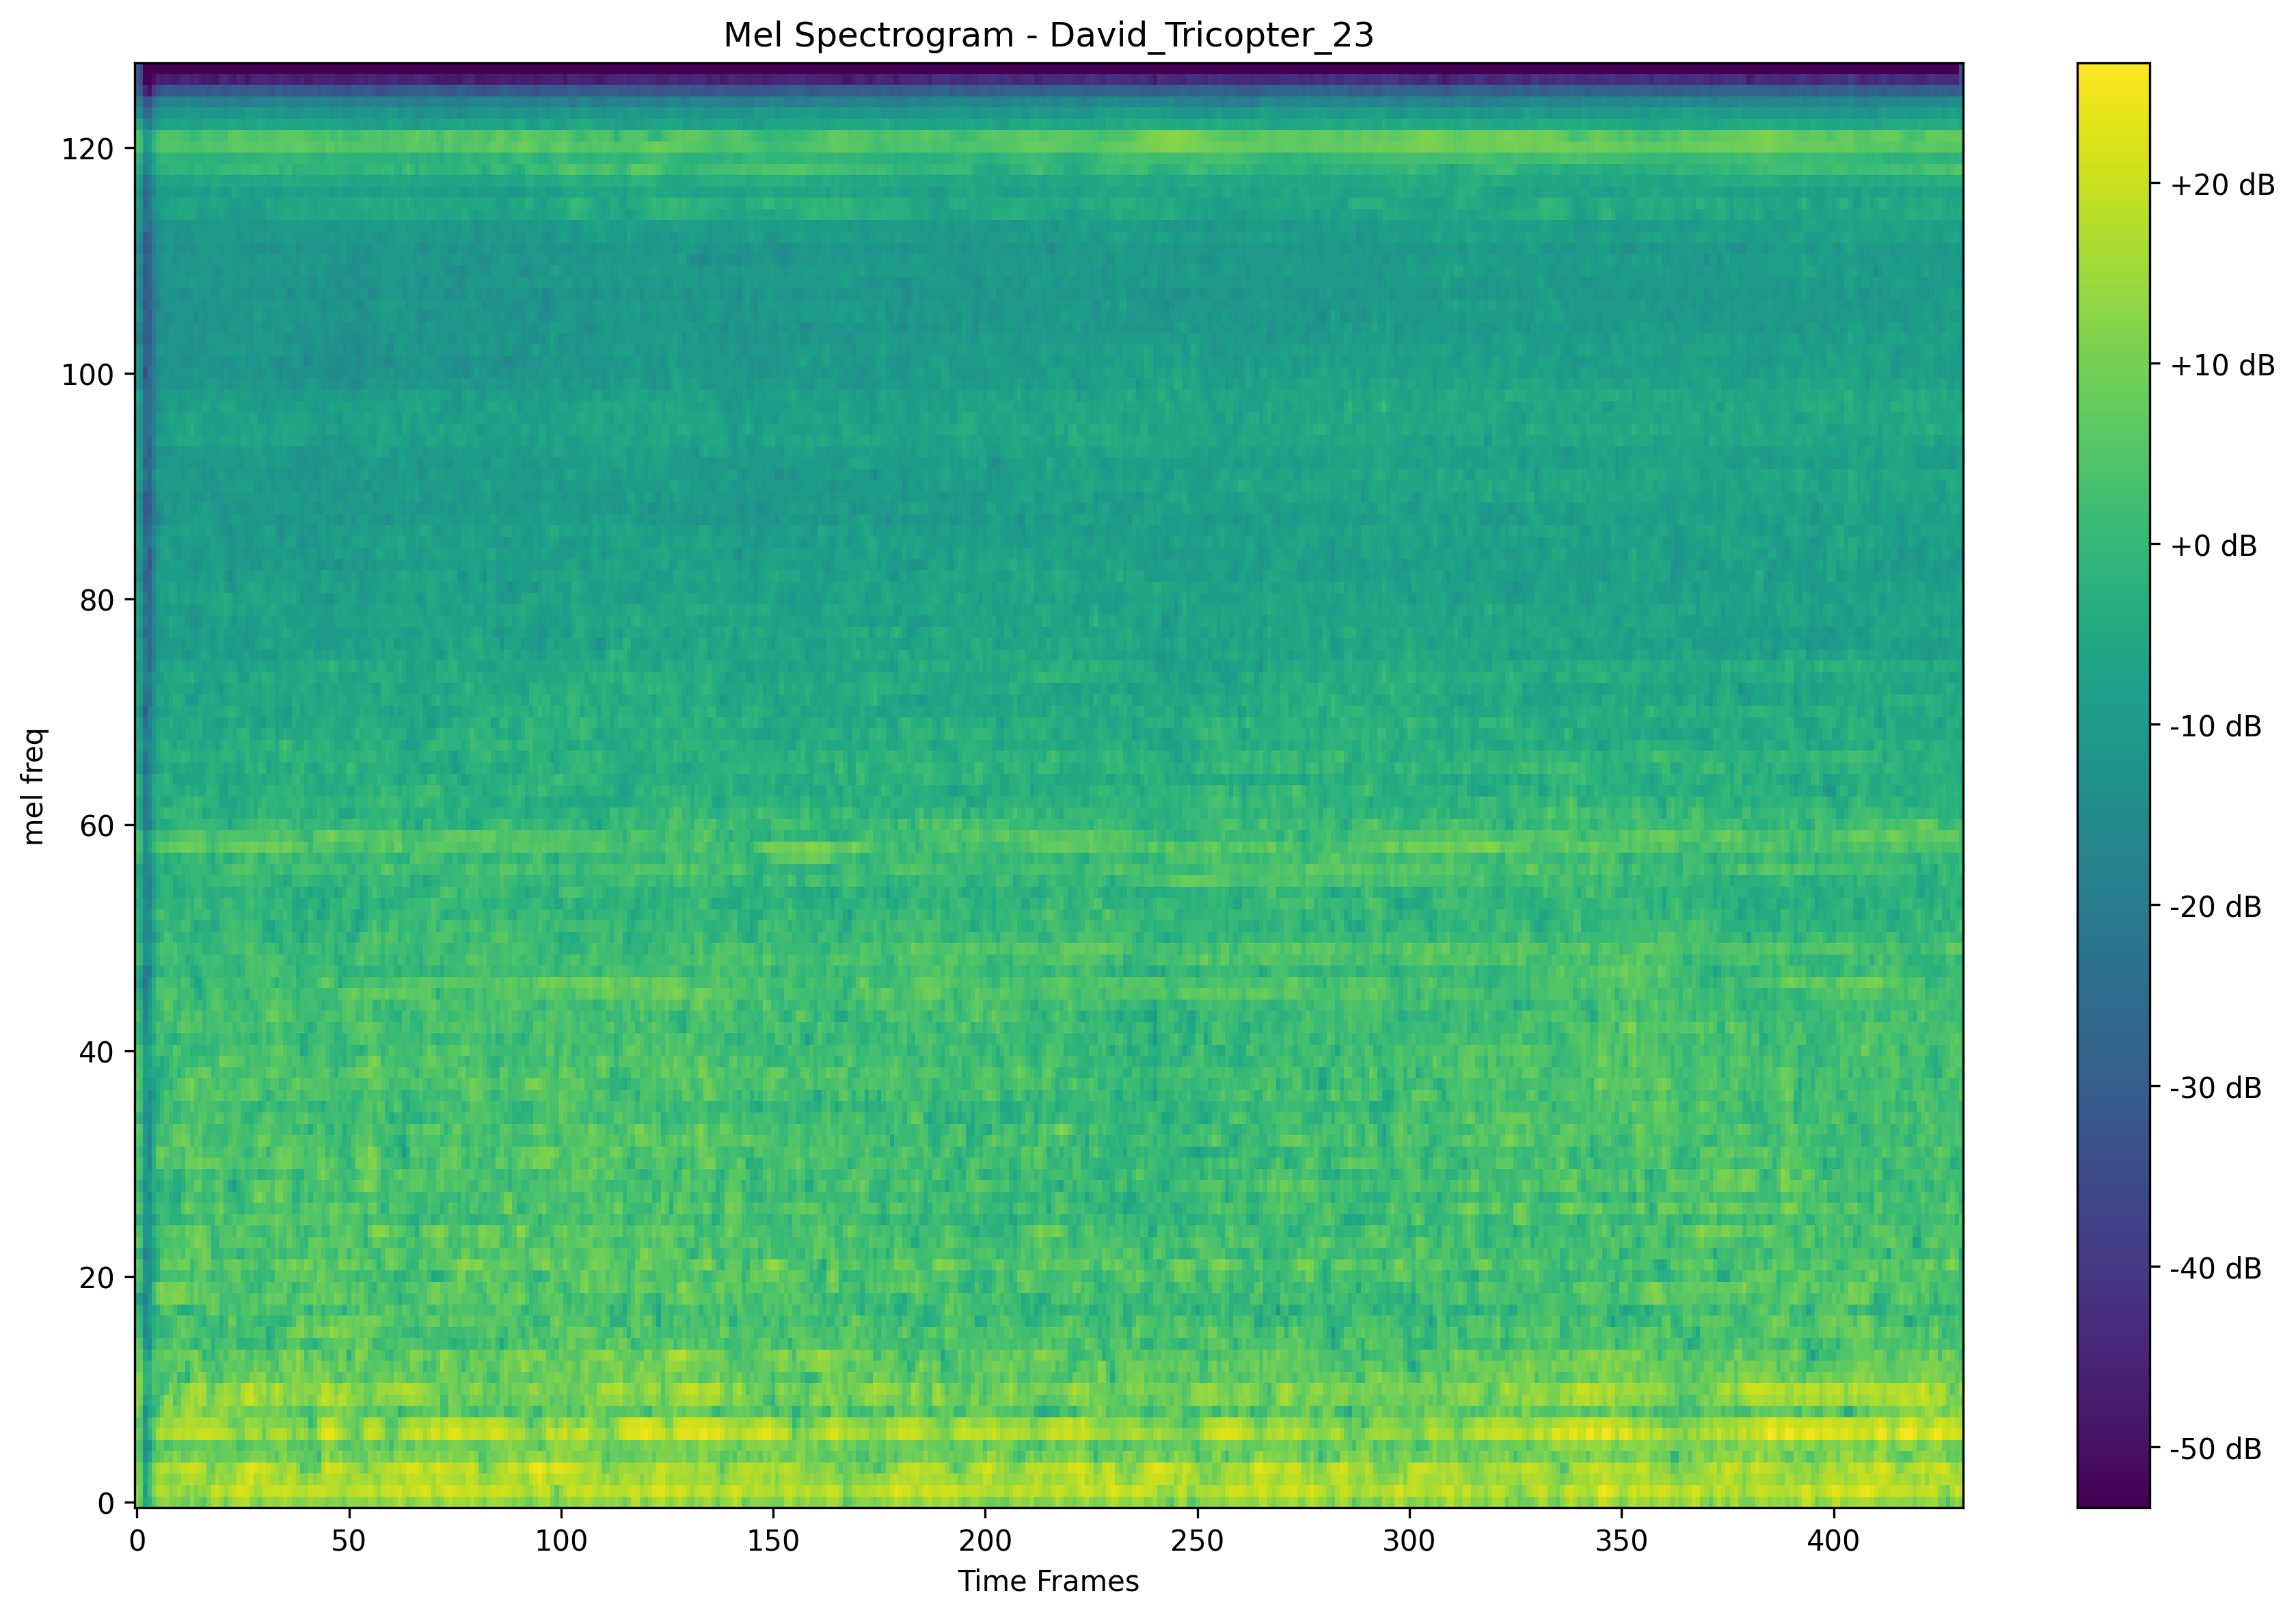 Mel Spectrogram - David_Tricopter_23
mel freq
120
100
80
60
40
20
0
0 50 100 150 200 250 300 350 400
Time Frames
+20 dB
+10 dB
+0 dB
-10 dB
-20 dB
-30 dB
-40 dB
-50 dB